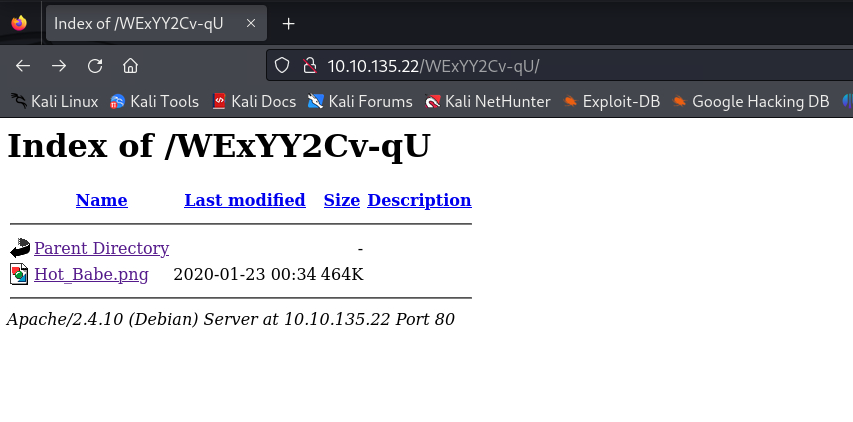 Index of /WExYY2Cv-qU
10.10.135.22/WExYY2Cv-qU/
Kali Linux Kali Tools Kali Docs Kali Forums Kali NetHunter Exploit-DB Google Hacking DB
Index of /WExYY2Cv-qU
Name Last modified Size Description
Parent Directory -
Hot_Babe.png 2020-01-23 00:34 464K
Apache/2.4.10 (Debian) Server at 10.10.135.22 Port 80